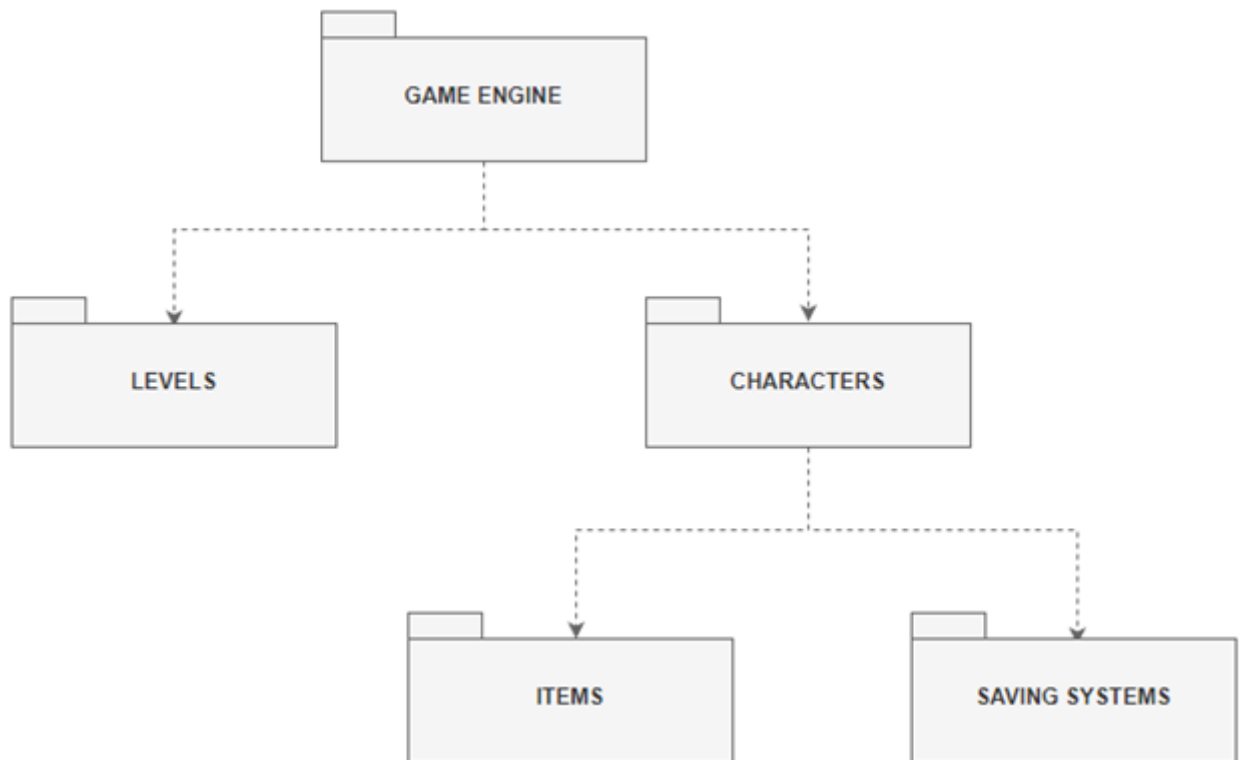 GAME ENGINE
LEVELS
CHARACTERS
ITEMS
SAVING SYSTEMS